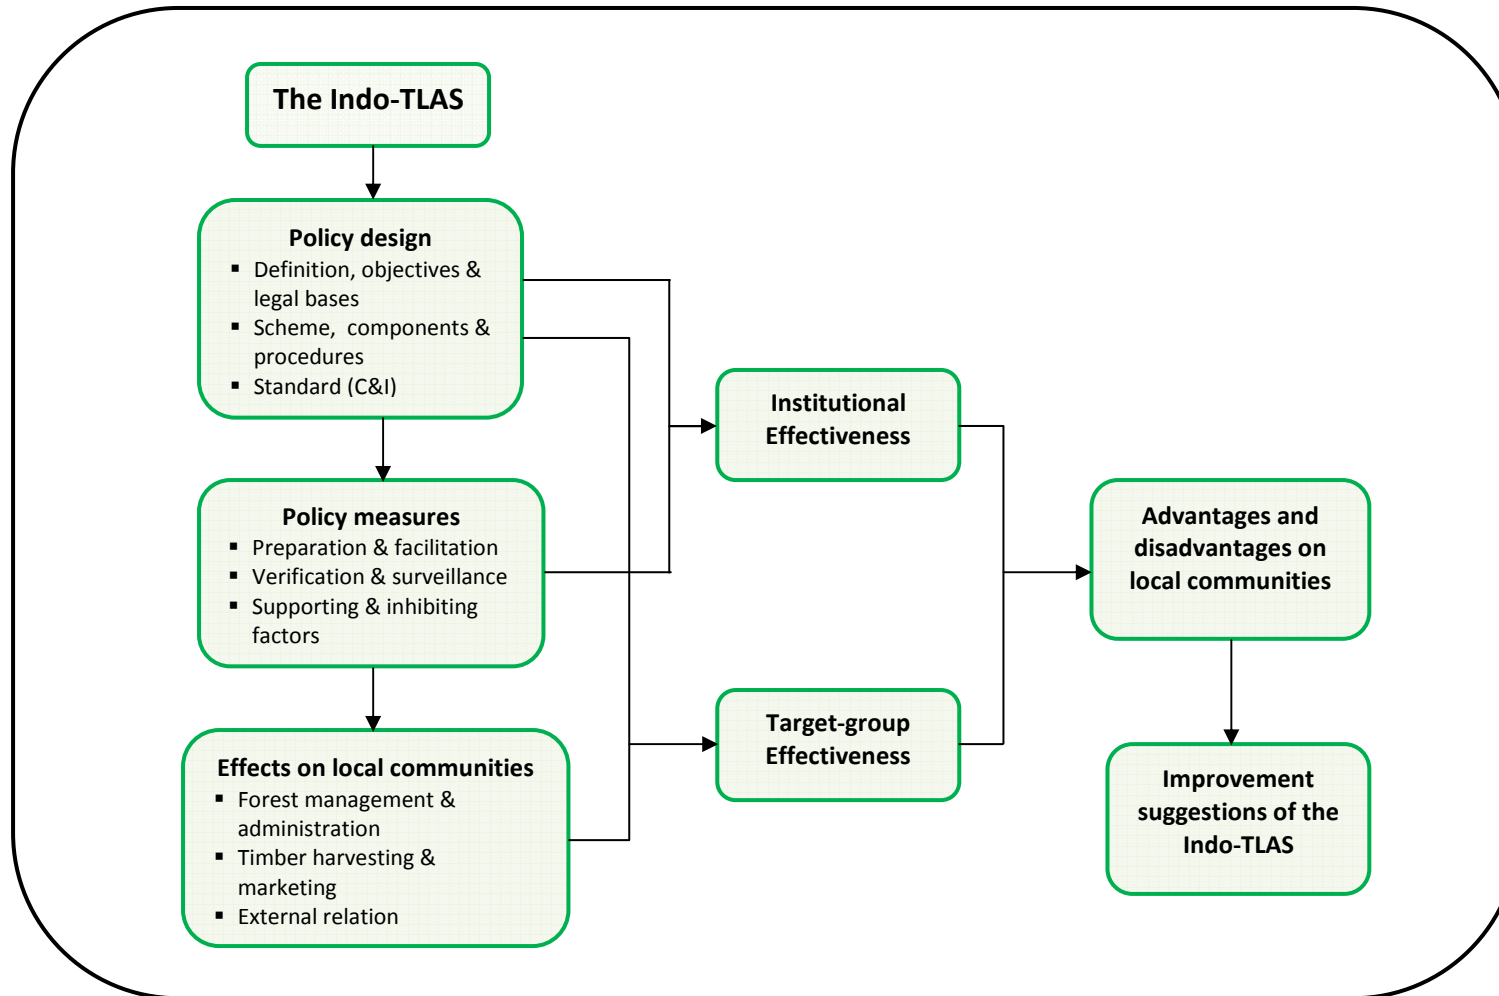 The Indo-TLAS
Policy design
▪ Definition, objectives &
legal bases
▪ Scheme, components &
procedures
▪ Standard (C&I)
Policy measures
▪ Preparation & facilitation
▪ Verification & surveillance
▪ Supporting & inhibiting
factors
Effects on local communities
▪ Forest management &
administration
▪ Timber harvesting &
marketing
▪ External relation
Institutional
Effectiveness
Target-group
Effectiveness
Advantages and
disadvantages on
local communities
Improvement
suggestions of the
Indo-TLAS